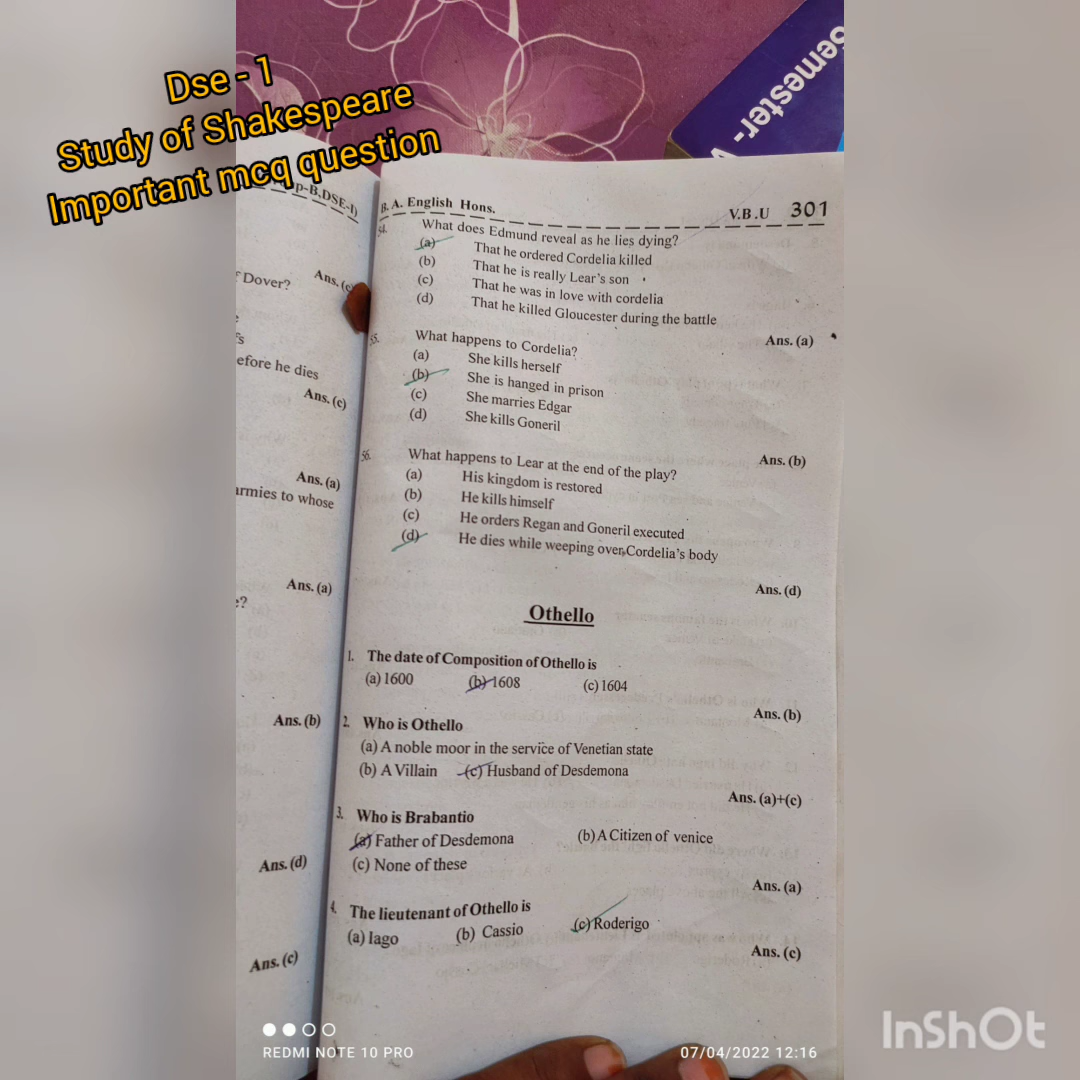 Dse - 1
Study of Shakespeare
Important mcq question
Semester-
p-B.DSE-I)
Dover?
Ans. (c)
efore he dies
Ans. (c)
Ans. (a)
armies to whose
Ans. (a)
Ans. (b)
Ans. (d)
Ans. (c)
B. A. English Hons. V.B.U 301
54. What does Edmund reveal as he lies dying?
(a) That he ordered Cordelia killed
(b) That he is really Lear's son
(c) That he was in love with cordelia
(d) That he killed Gloucester during the battle
Ans. (a)
55. What happens to Cordelia?
(a) She kills herself
(b) She is hanged in prison
(c) She marries Edgar
(d) She kills Goneril
Ans. (b)
56. What happens to Lear at the end of the play?
(a) His kingdom is restored
(b) He kills himself
(c) He orders Regan and Goneril executed
(d) He dies while weeping over Cordelia's body
Ans. (d)
Othello
1. The date of Composition of Othello is
(a) 1600 (b) 1608 (c) 1604
Ans. (b)
2. Who is Othello
(a) A noble moor in the service of Venetian state
(b) A Villain (c) Husband of Desdemona
Ans. (a)+(c)
3. Who is Brabantio
(a) Father of Desdemona (b) A Citizen of venice
(c) None of these
Ans. (a)
4. The lieutenant of Othello is
(a) Iago (b) Cassio (c) Roderigo
Ans. (c)
REDMI NOTE 10 PRO
07/04/2022 12:16
InShOt